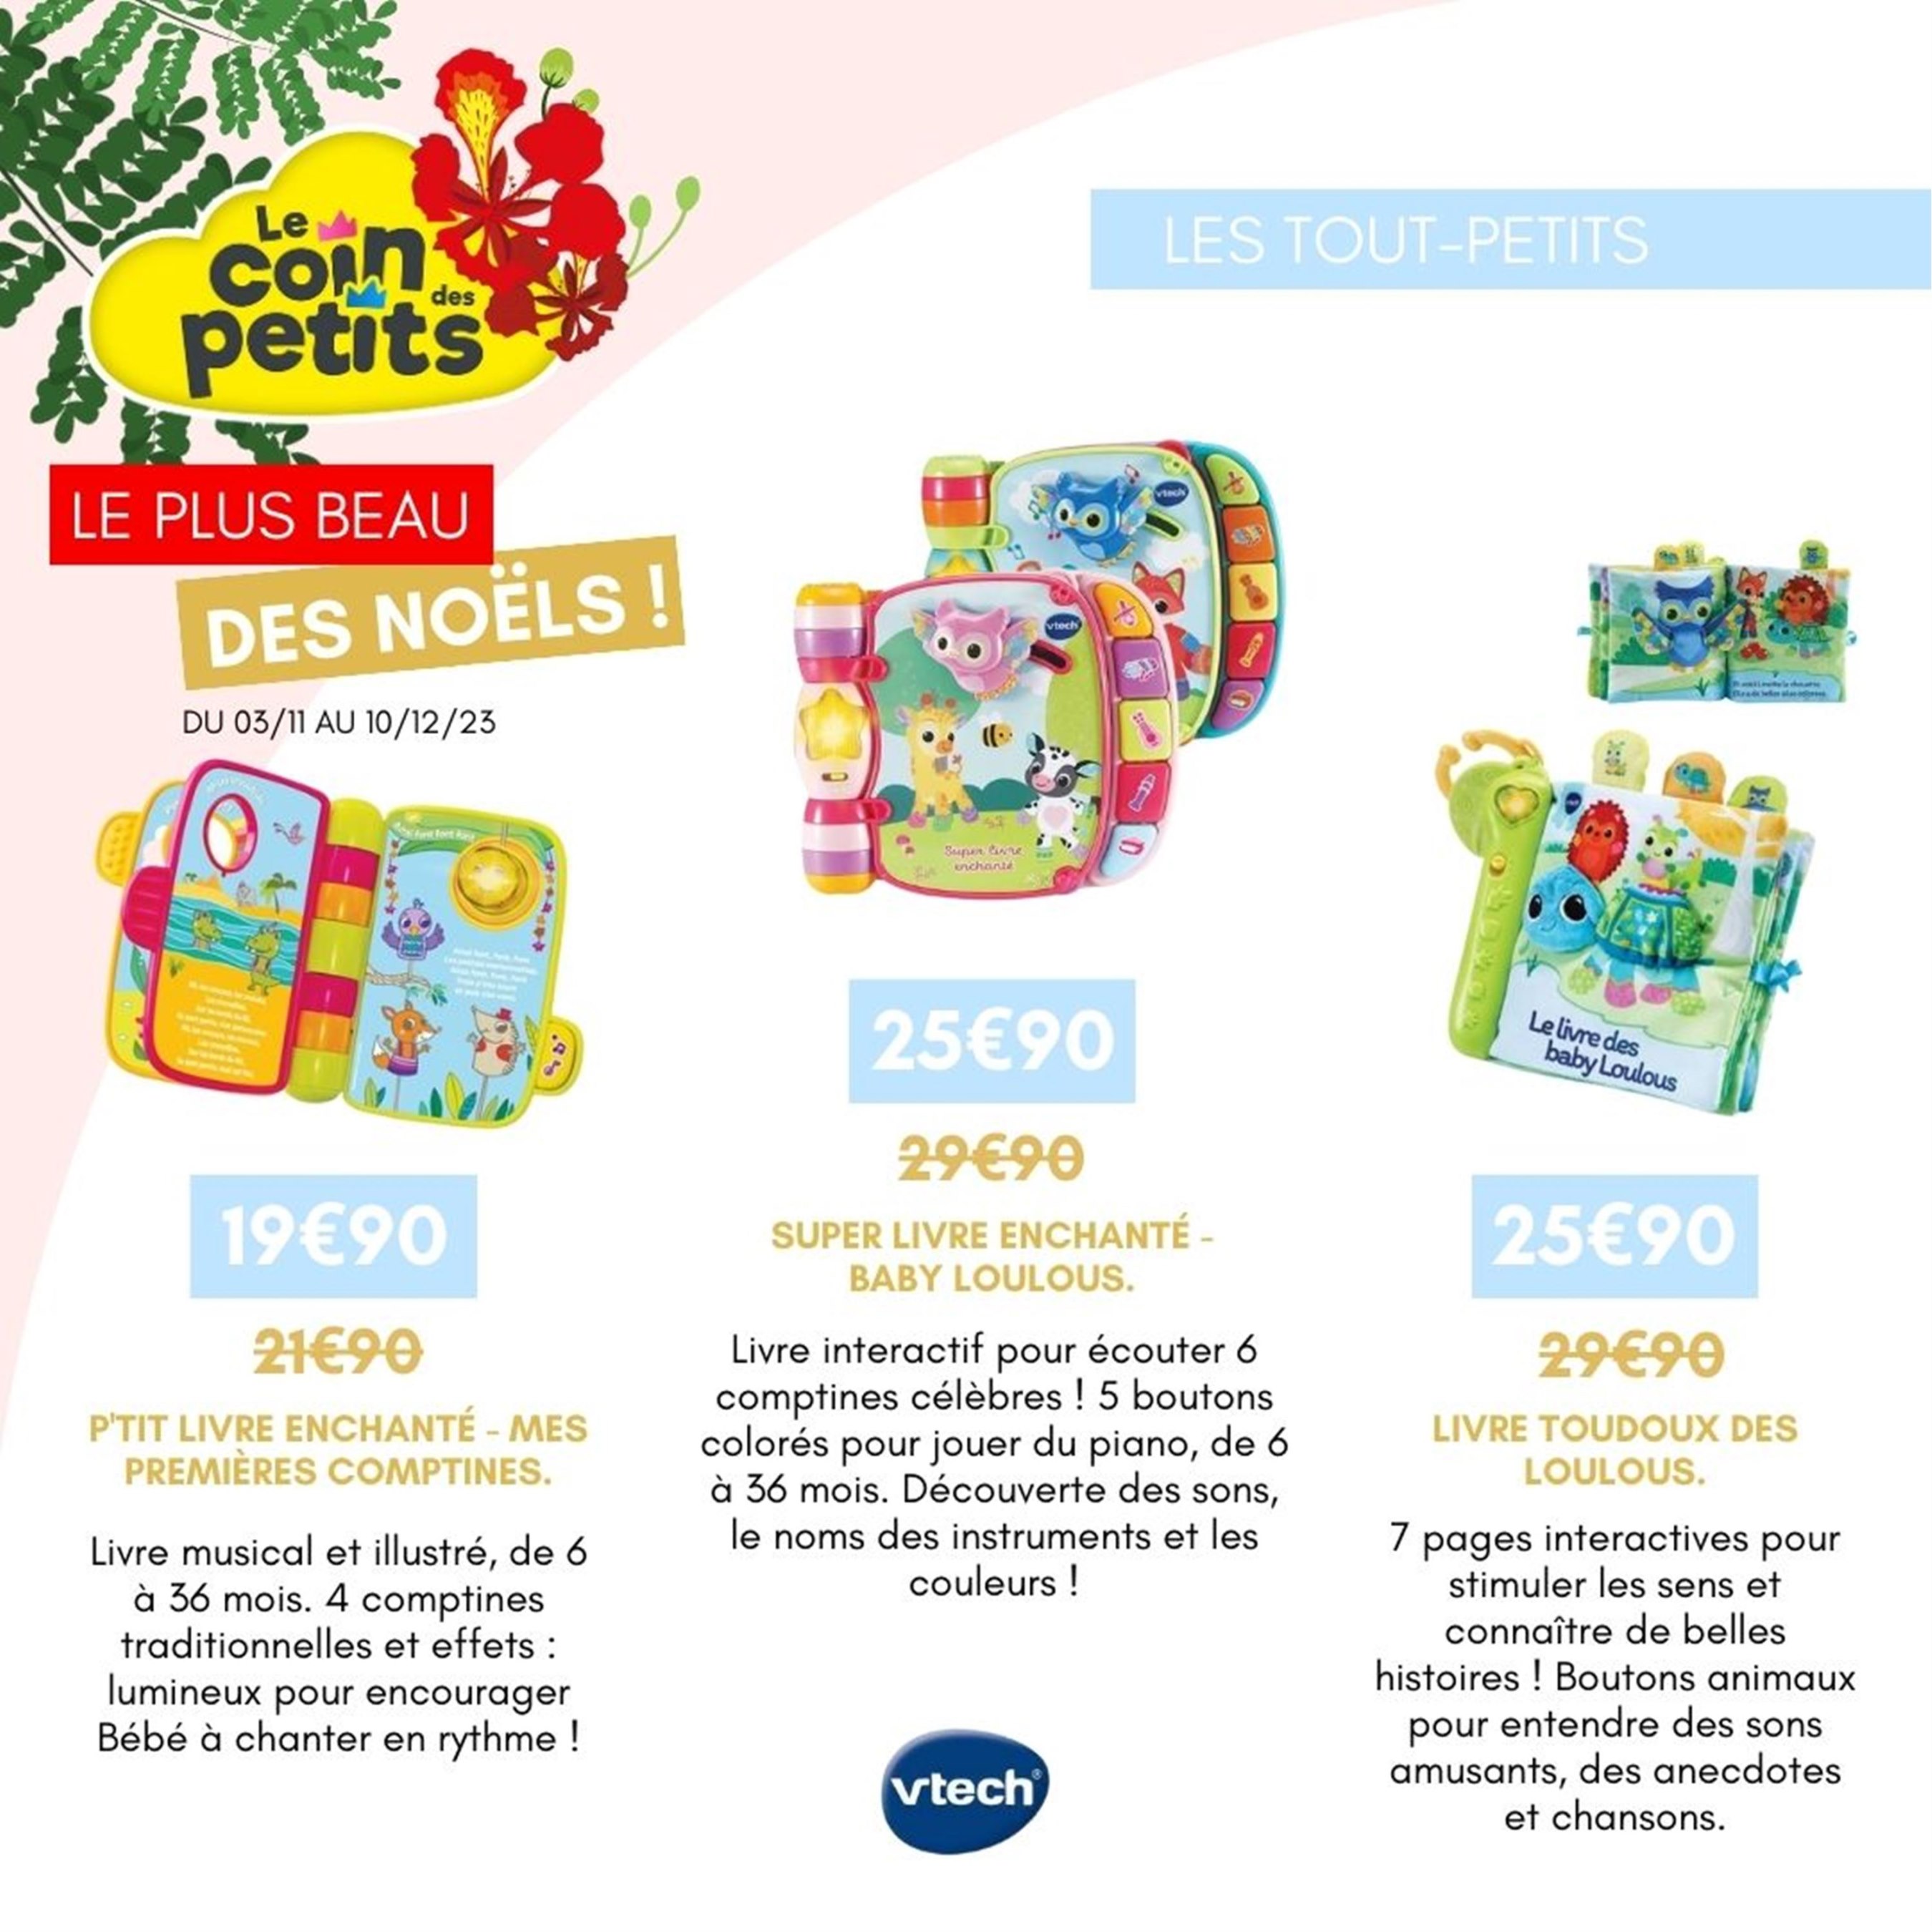 Le
coin
des
petits
LES TOUT-PETITS
LE PLUS BEAU
DES NOËLS !
DU 03/11 AU 10/12/23
vtech
vtech
Super livre
enchanté
Le livre des
baby Loulous
19€90
21€90
P'TIT LIVRE ENCHANTÉ - MES
PREMIÈRES COMPTINES.
Livre musical et illustré, de 6
à 36 mois. 4 comptines
traditionnelles et effets :
lumineux pour encourager
Bébé à chanter en rythme !
25€90
29€90
SUPER LIVRE ENCHANTÉ -
BABY LOULOUS.
Livre interactif pour écouter 6
comptines célèbres ! 5 boutons
colorés pour jouer du piano, de 6
à 36 mois. Découverte des sons,
le noms des instruments et les
couleurs !
25€90
29€90
LIVRE TOUDOUX DES
LOULOUS.
7 pages interactives pour
stimuler les sens et
connaître de belles
histoires ! Boutons animaux
pour entendre des sons
amusants, des anecdotes
et chansons.
vtech®